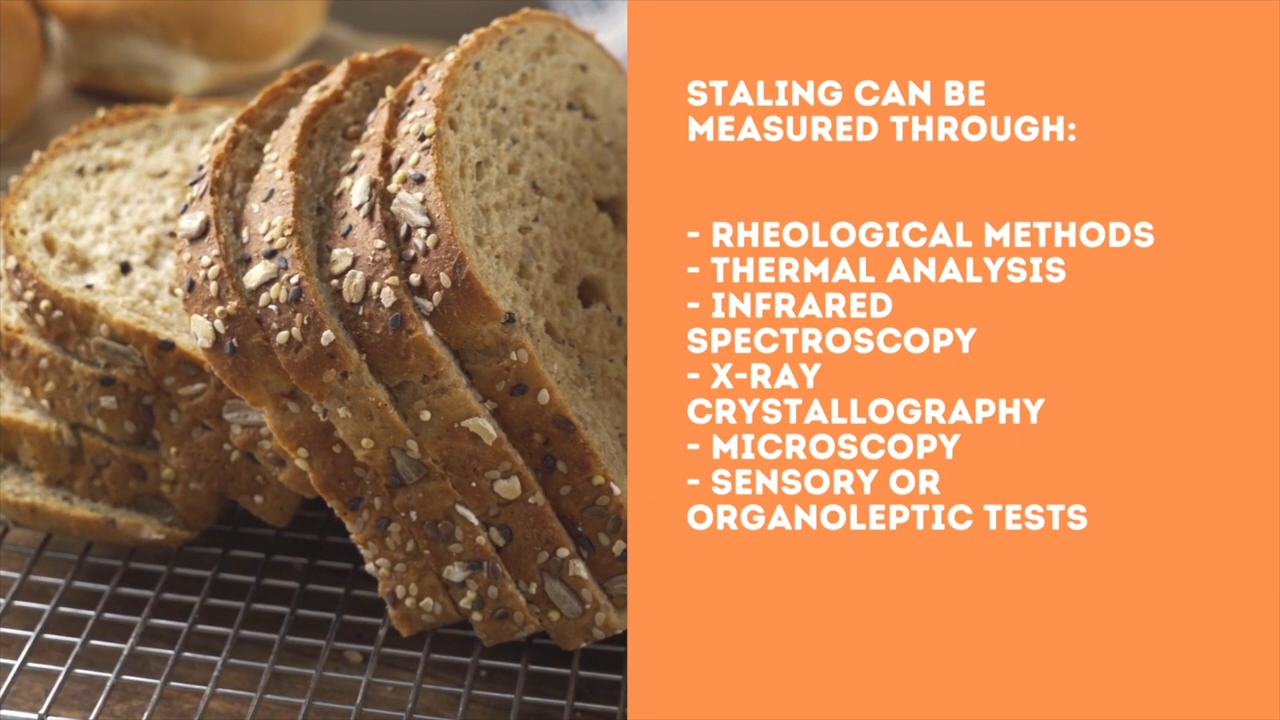 STALING CAN BE
MEASURED THROUGH:
- RHEOLOGICAL METHODS
- THERMAL ANALYSIS
- INFRARED
SPECTROSCOPY
- X-RAY
CRYSTALLOGRAPHY
- MICROSCOPY
- SENSORY OR
ORGANOLEPTIC TESTS